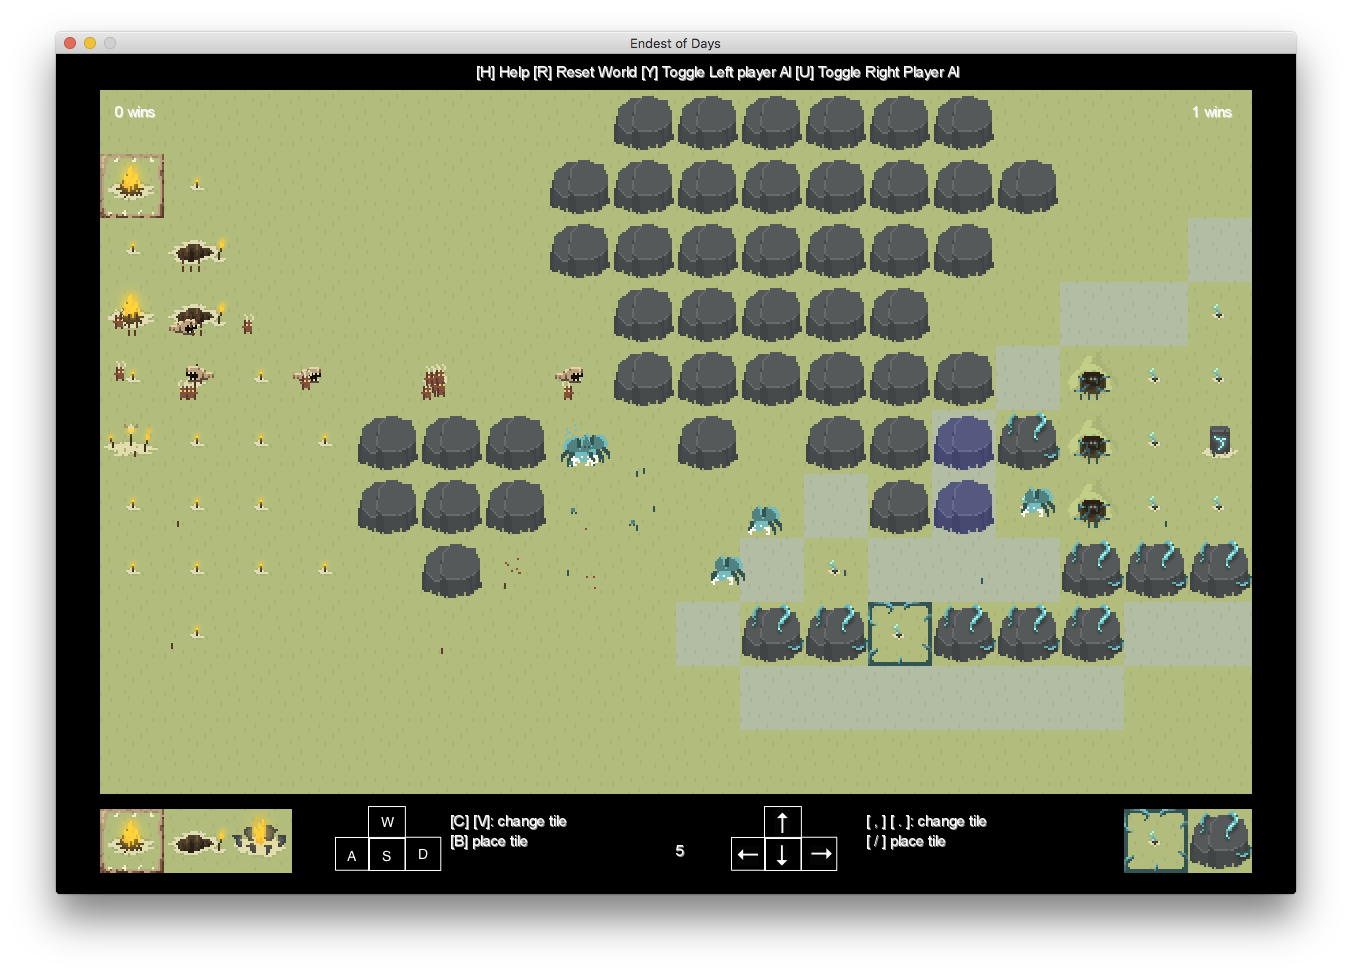 Endest of Days
[H] Help [R] Reset World [Y] Toggle Left player AI [U] Toggle Right Player AI
0 wins
1 wins
W
A S D
[C] [V]: change tile
[B] place tile
5
↑
← ↓ →
[ , ] [ . ]: change tile
[ / ] place tile